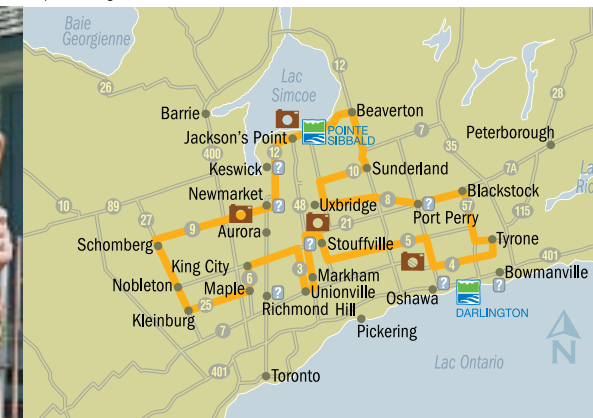 Baie
Georgienne
Lac
Simcoe
12
26
Beaverton
Barrie
28
Jackson's Point
POINTE
SIBBALD
7
35
Peterborough
400
12
Keswick
?
10
Sunderland
7A
Newmarket
?
48
Uxbridge
8
?
Blackstock
10
89
27
9
Aurora
21
Port Perry
57
115
Schomberg
?
Stouffville
5
Tyrone
King City
6
3
4
401
Nobleton
Maple
Markham
Unionville
Oshawa
?
?
Bowmanville
25
?
Richmond Hill
DARLINGTON
Kleinburg
7
Pickering
N
401
Lac Ontario
Toronto